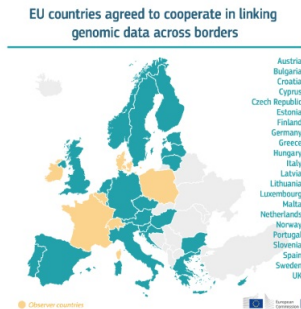 EU countries agreed to cooperate in linking
genomic data across borders
Austria
Bulgaria
Croatia
Cyprus
Czech Republic
Estonia
Finland
Germany
Greece
Hungary
Italy
Latvia
Lithuania
Luxembourg
Malta
Netherlands
Norway
Portugal
Slovenia
Spain
Sweden
UK
Observer countries
European
Commission